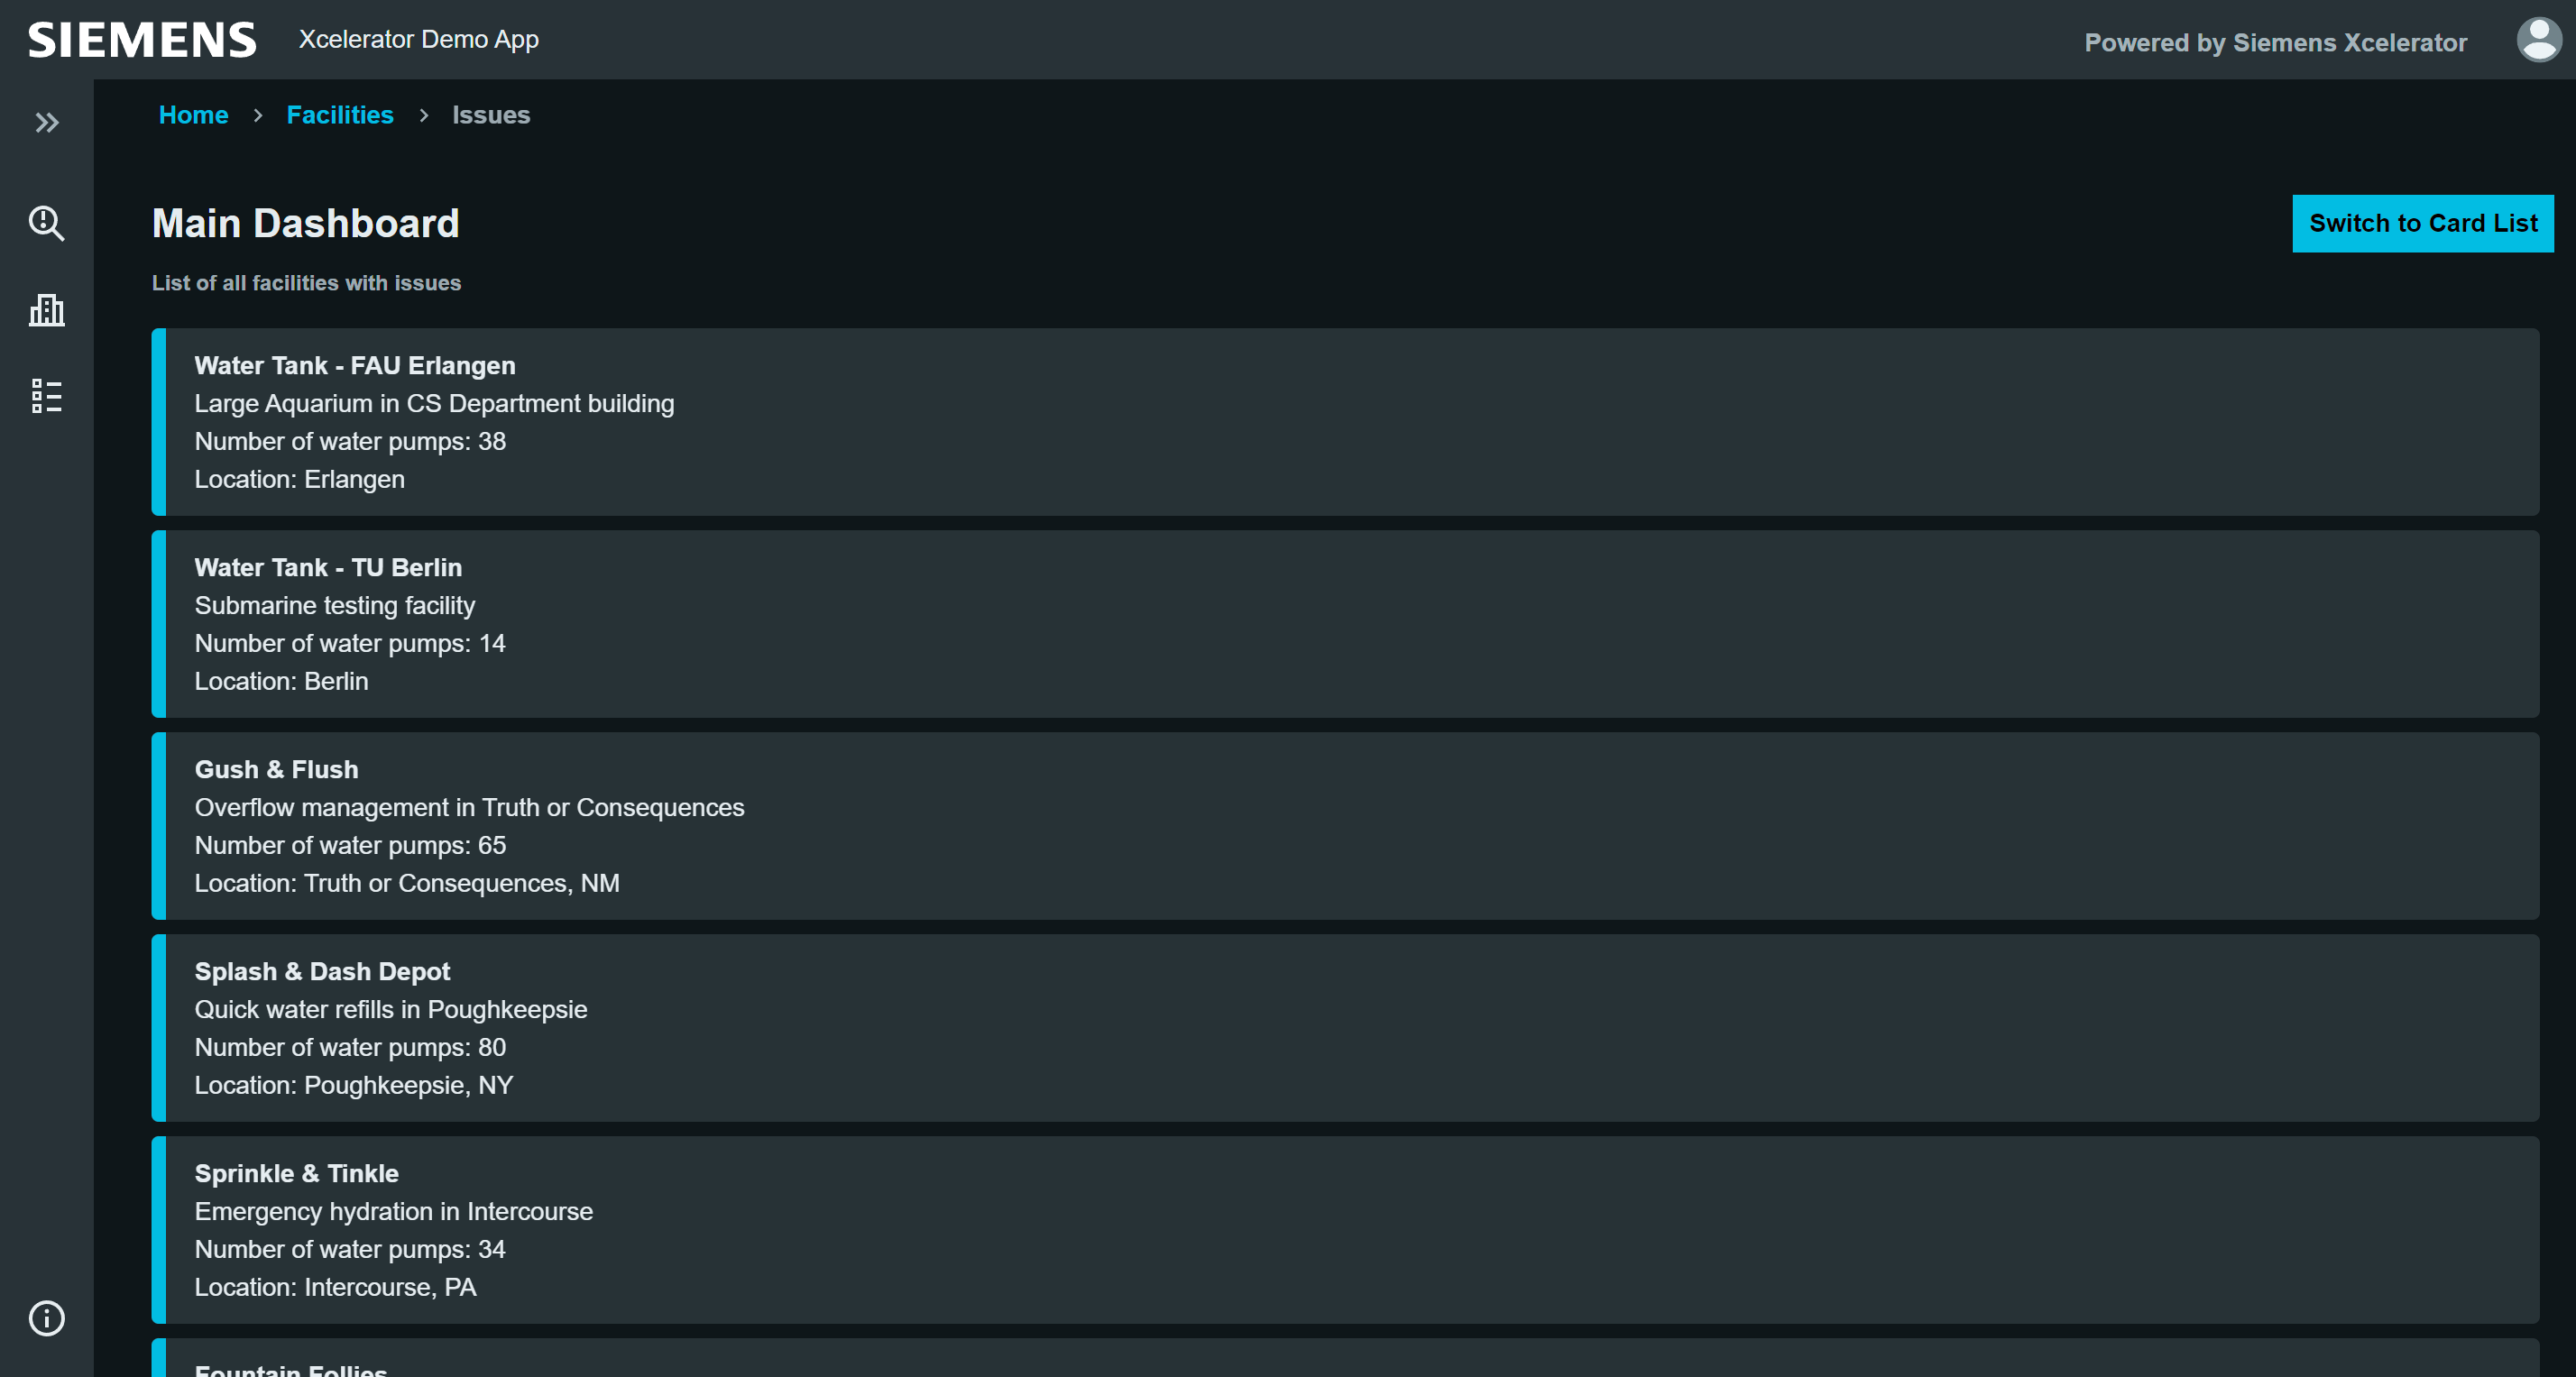 SIEMENS Xcelerator Demo App Powered by Siemens Xcelerator
Home > Facilities > Issues
Main Dashboard
Switch to Card List
List of all facilities with issues
Water Tank - FAU Erlangen
Large Aquarium in CS Department building
Number of water pumps: 38
Location: Erlangen
Water Tank - TU Berlin
Submarine testing facility
Number of water pumps: 14
Location: Berlin
Gush & Flush
Overflow management in Truth or Consequences
Number of water pumps: 65
Location: Truth or Consequences, NM
Splash & Dash Depot
Quick water refills in Poughkeepsie
Number of water pumps: 80
Location: Poughkeepsie, NY
Sprinkle & Tinkle
Emergency hydration in Intercourse
Number of water pumps: 34
Location: Intercourse, PA
Fountain Follies